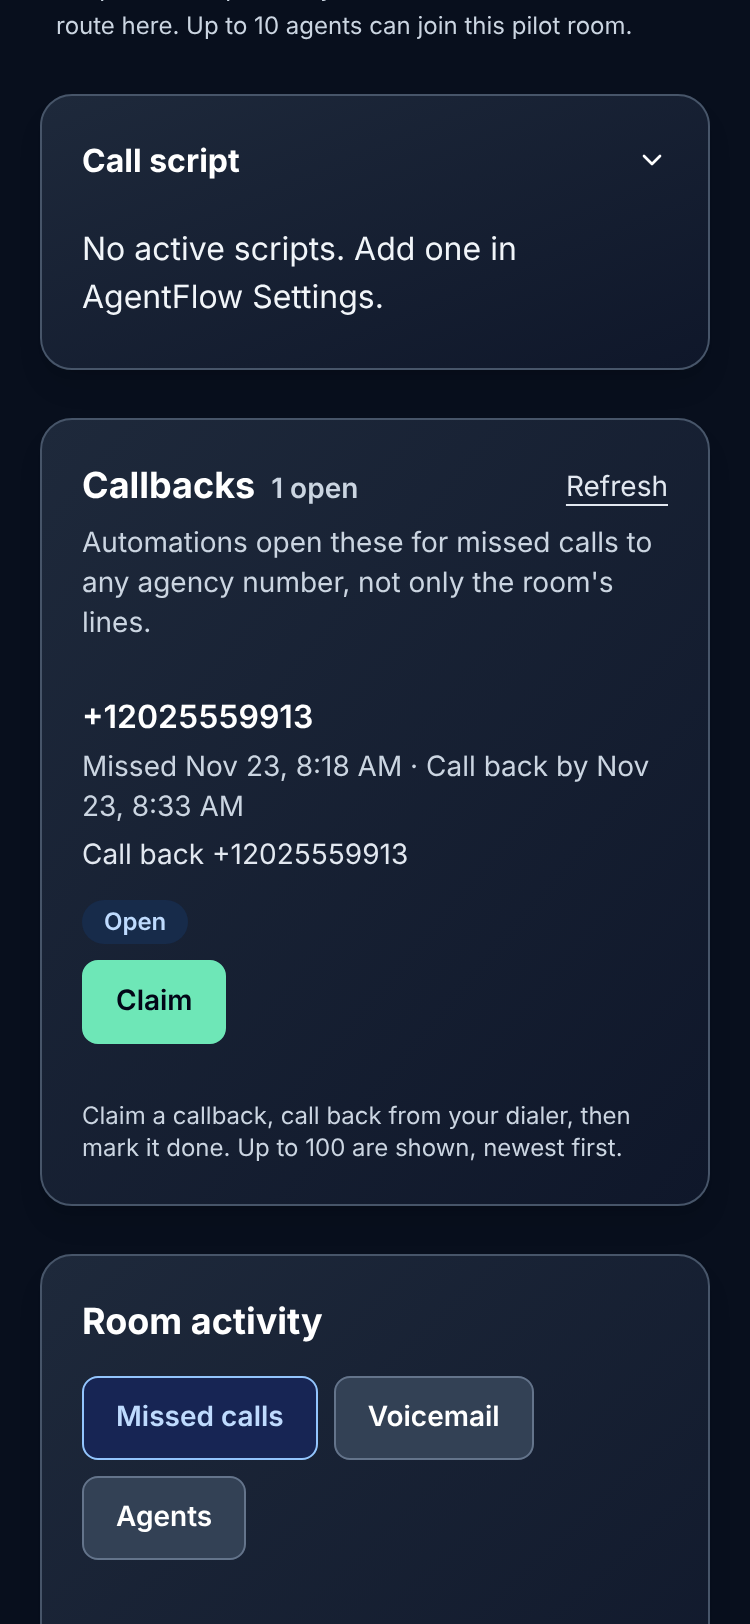 route here. Up to 10 agents can join this pilot room.
Call script
No active scripts. Add one in
AgentFlow Settings.
Callbacks 1 open
Refresh
Automations open these for missed calls to
any agency number, not only the room's
lines.
+12025559913
Missed Nov 23, 8:18 AM · Call back by Nov
23, 8:33 AM
Call back +12025559913
Open
Claim
Claim a callback, call back from your dialer, then
mark it done. Up to 100 are shown, newest first.
Room activity
Missed calls
Voicemail
Agents